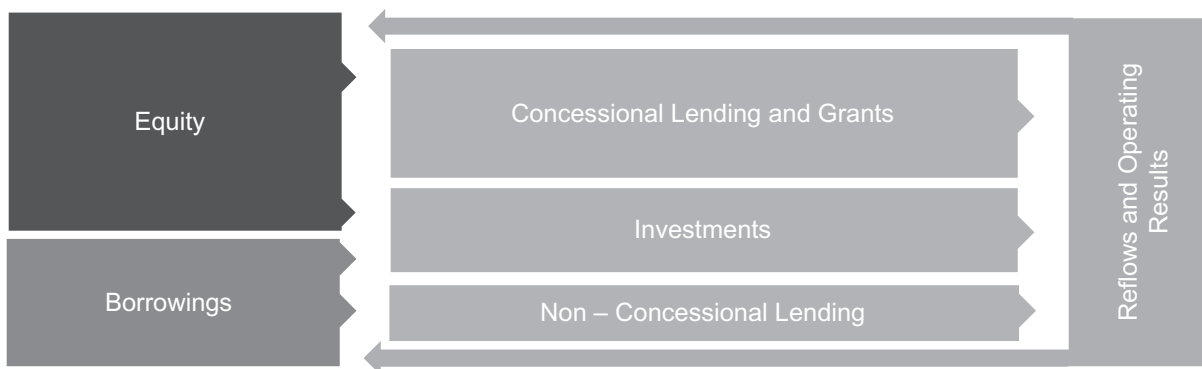 Equity
Borrowings
Concessional Lending and Grants
Investments
Non – Concessional Lending
Reflows and Operating
Results